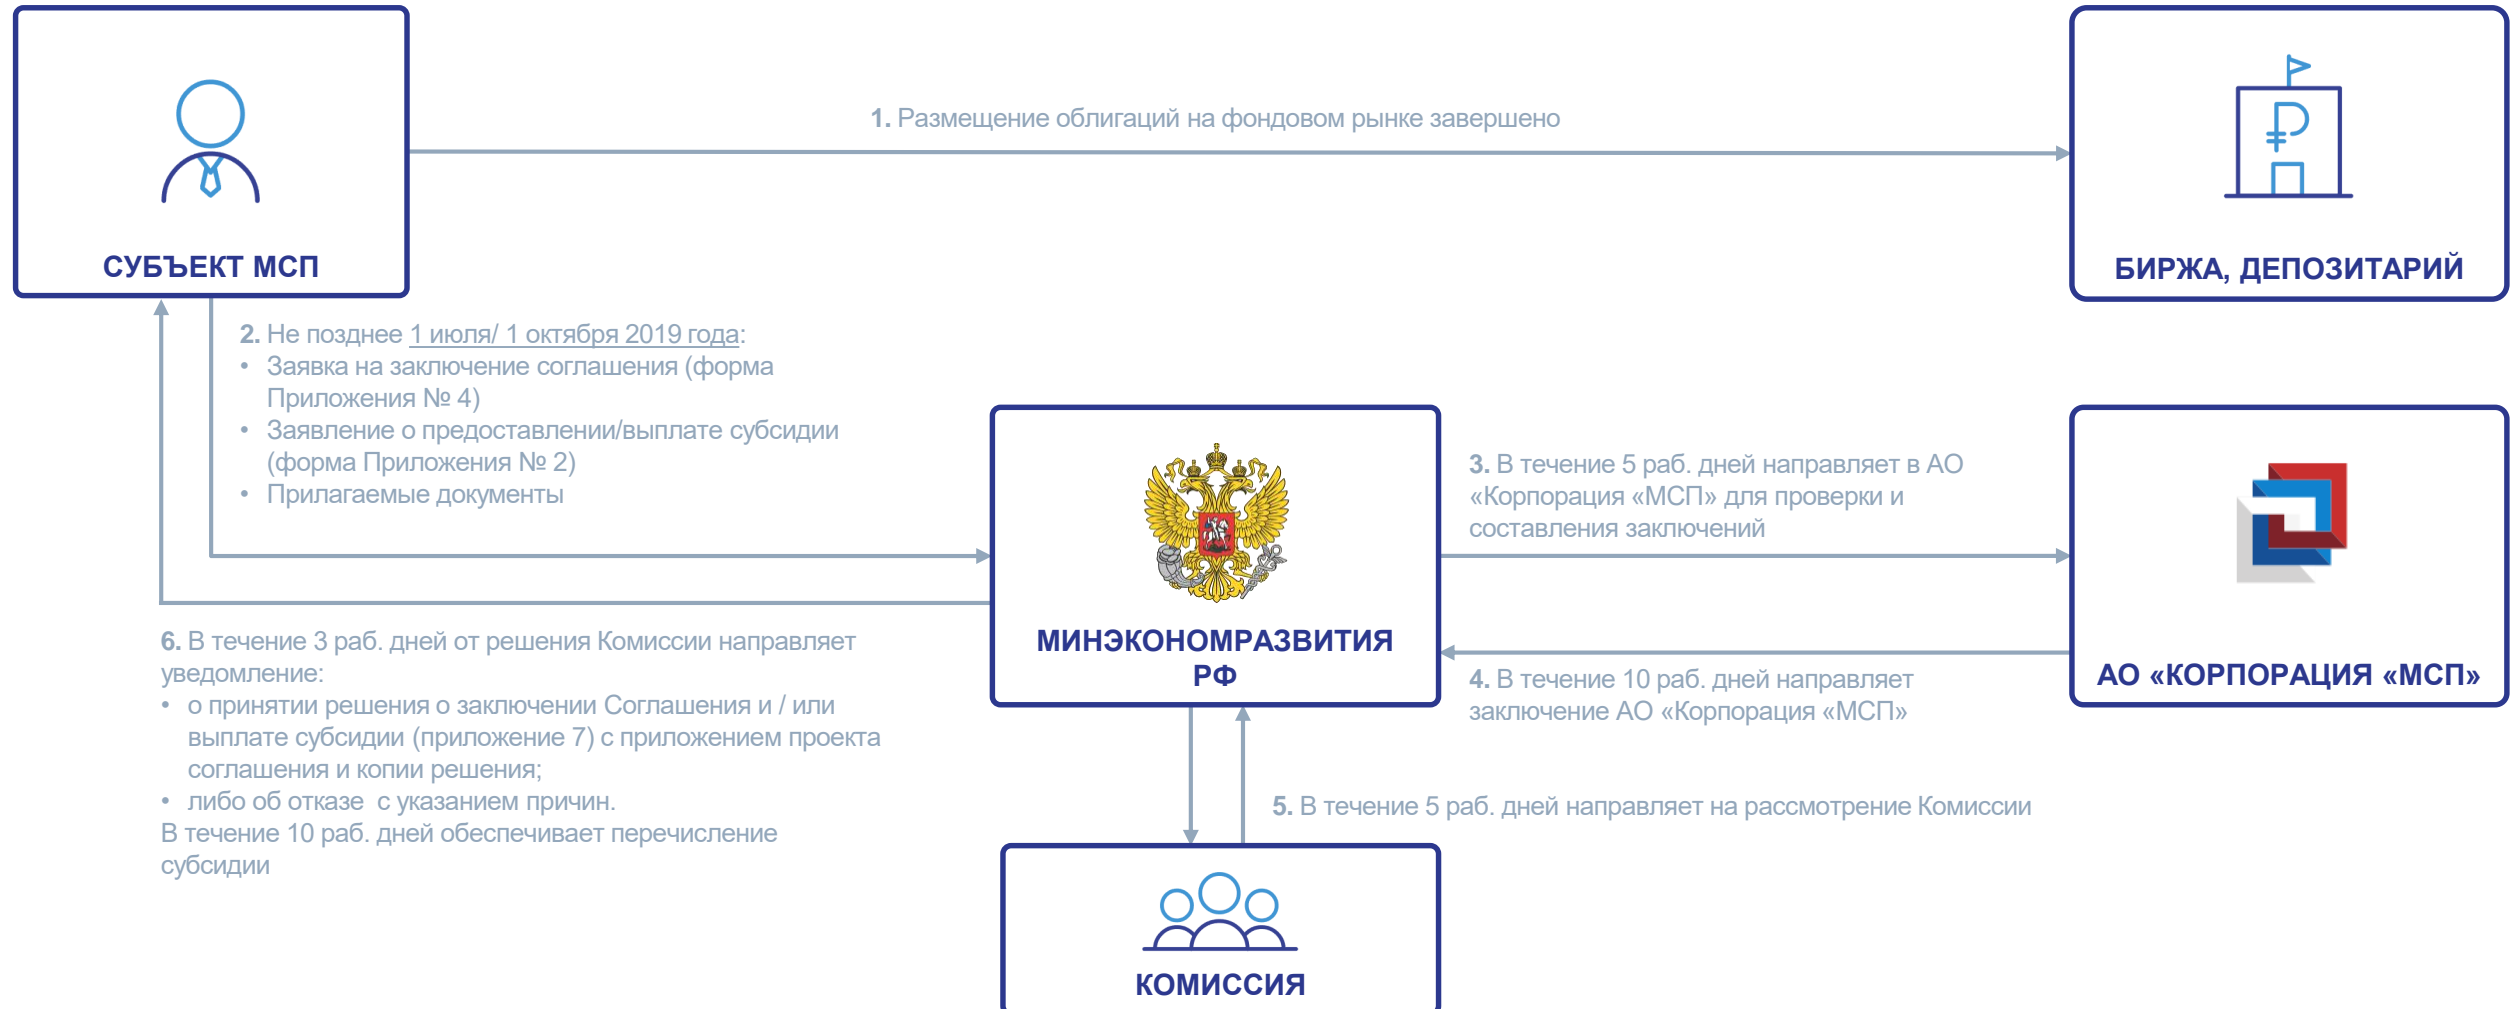 1. Размещение облигаций на фондовом рынке завершено
СУБЪЕКТ МСП
БИРЖА, ДЕПОЗИТАРИЙ
2. Не позднее 1 июля/ 1 октября 2019 года:
• Заявка на заключение соглашения (форма
Приложения № 4)
• Заявление о предоставлении/выплате субсидии
(форма Приложения № 2)
• Прилагаемые документы
3. В течение 5 раб. дней направляет в АО
«Корпорация «МСП» для проверки и
составления заключений
МИНЭКОНОМРАЗВИТИЯ
РФ
АО «КОРПОРАЦИЯ «МСП»
4. В течение 10 раб. дней направляет
заключение АО «Корпорация «МСП»
5. В течение 5 раб. дней направляет на рассмотрение Комиссии
6. В течение 3 раб. дней от решения Комиссии направляет
уведомление:
• о принятии решения о заключении Соглашения и / или
выплате субсидии (приложение 7) с приложением проекта
соглашения и копии решения;
• либо об отказе с указанием причин.
В течение 10 раб. дней обеспечивает перечисление
субсидии
КОМИССИЯ